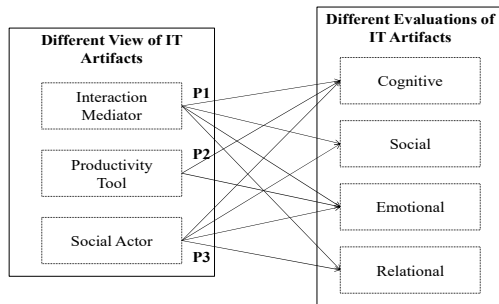 Different View of IT
Artifacts
Interaction
Mediator
Productivity
Tool
Social Actor
P1
P2
P3
Different Evaluations of
IT Artifacts
Cognitive
Social
Emotional
Relational